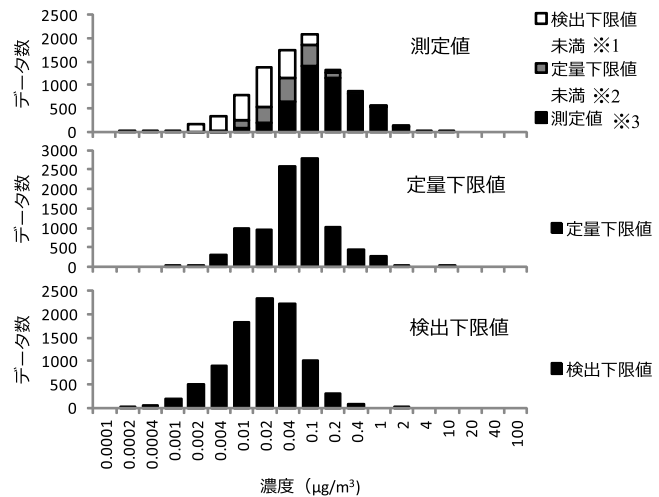 2500
2000
1500
1000
500
0
データ数
測定値
検出下限値
未満 ※1
定量下限値
未満 ※2
測定値 ※3
3000
2500
2000
1500
1000
500
0
データ数
定量下限値
定量下限値
2500
2000
1500
1000
500
0
データ数
検出下限値
検出下限値
0.0001
0.0002
0.0004
0.001
0.002
0.004
0.01
0.02
0.04
0.1
0.2
0.4
1
2
4
10
20
40
100
濃度（μg/m³)